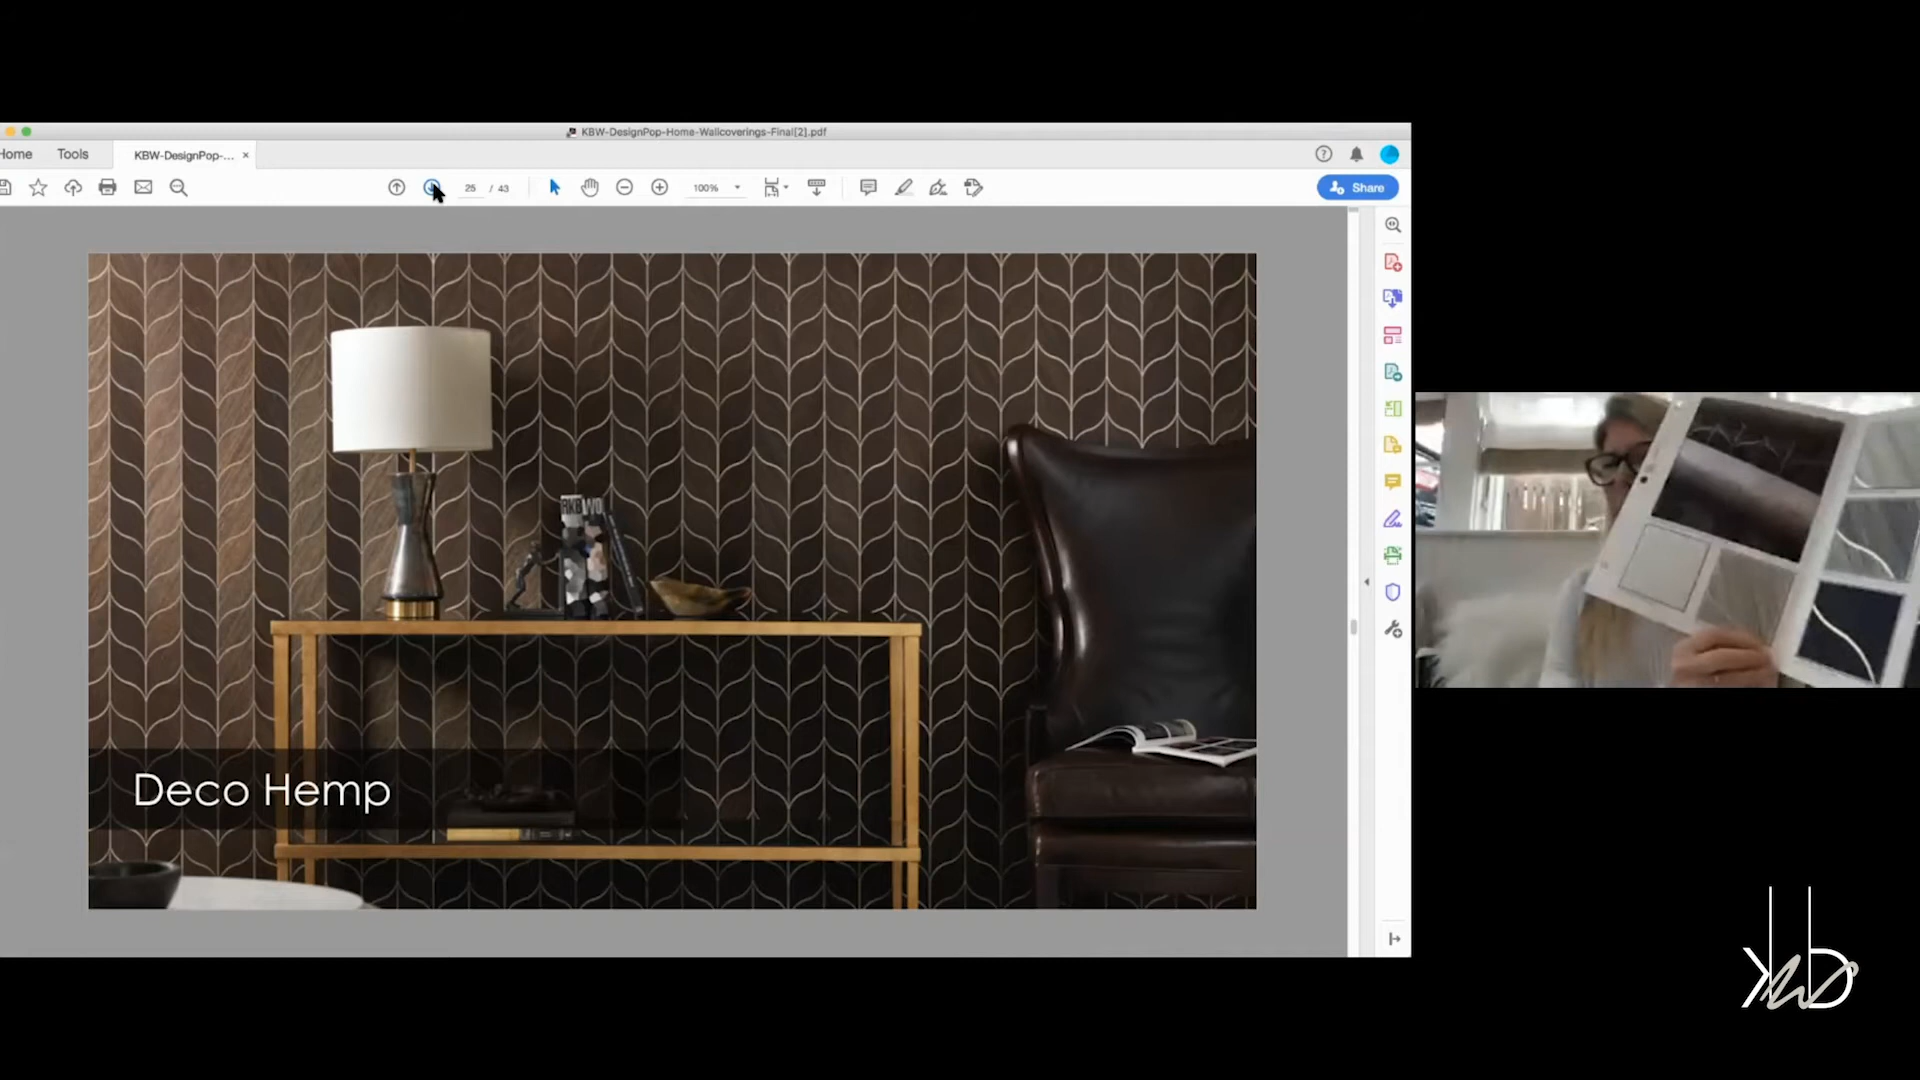 KBW-DesignPop-Home-Wallcoverings-Final[2].pdf
Home
Tools
KBW-DesignPop-...
25 / 43
100%
Share
Deco Hemp